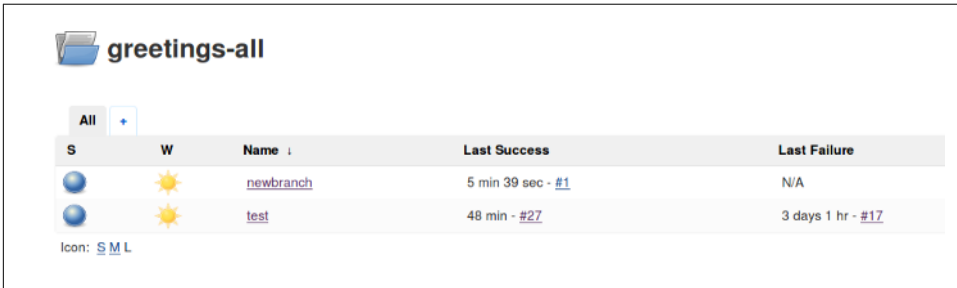 greetings-all
All +
S W Name ↓ Last Success Last Failure
newbranch 5 min 39 sec - #1 N/A
test 48 min - #27 3 days 1 hr - #17
Icon: S M L